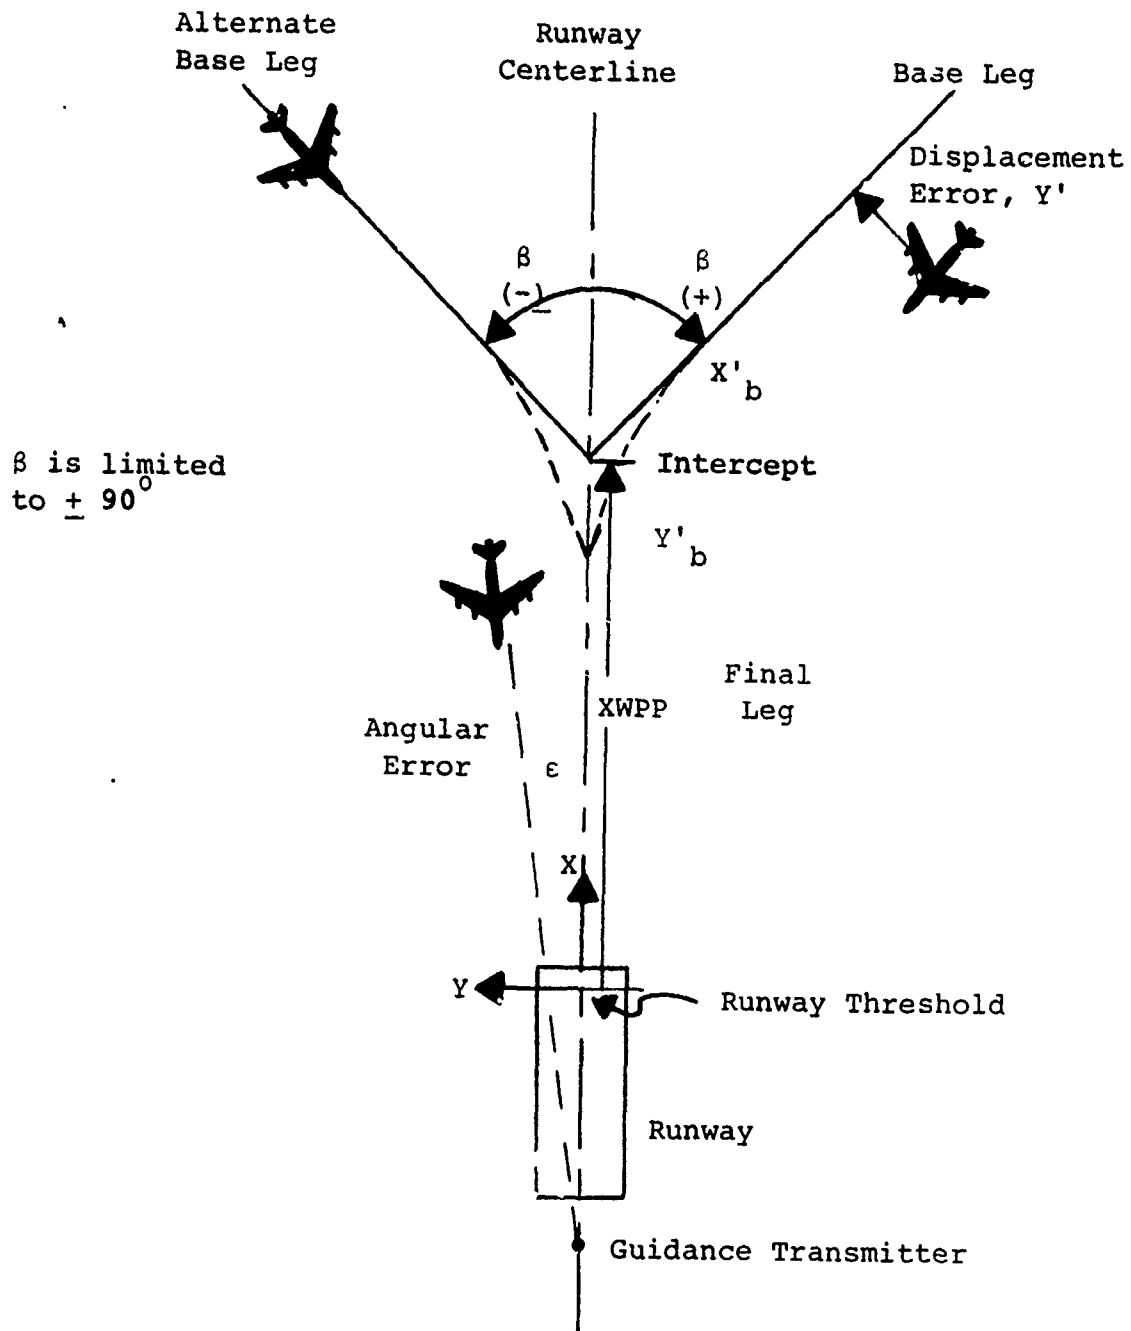 Alternate
Base Leg
Runway
Centerline
Base Leg
Displacement
Error, Y'
β
(-)
β
(+)
X'b
Intercept
β is limited
to ± 90°
Y'b
Final
Leg
XWPP
Angular
Error
ε
X
Y
Runway Threshold
Runway
Guidance Transmitter